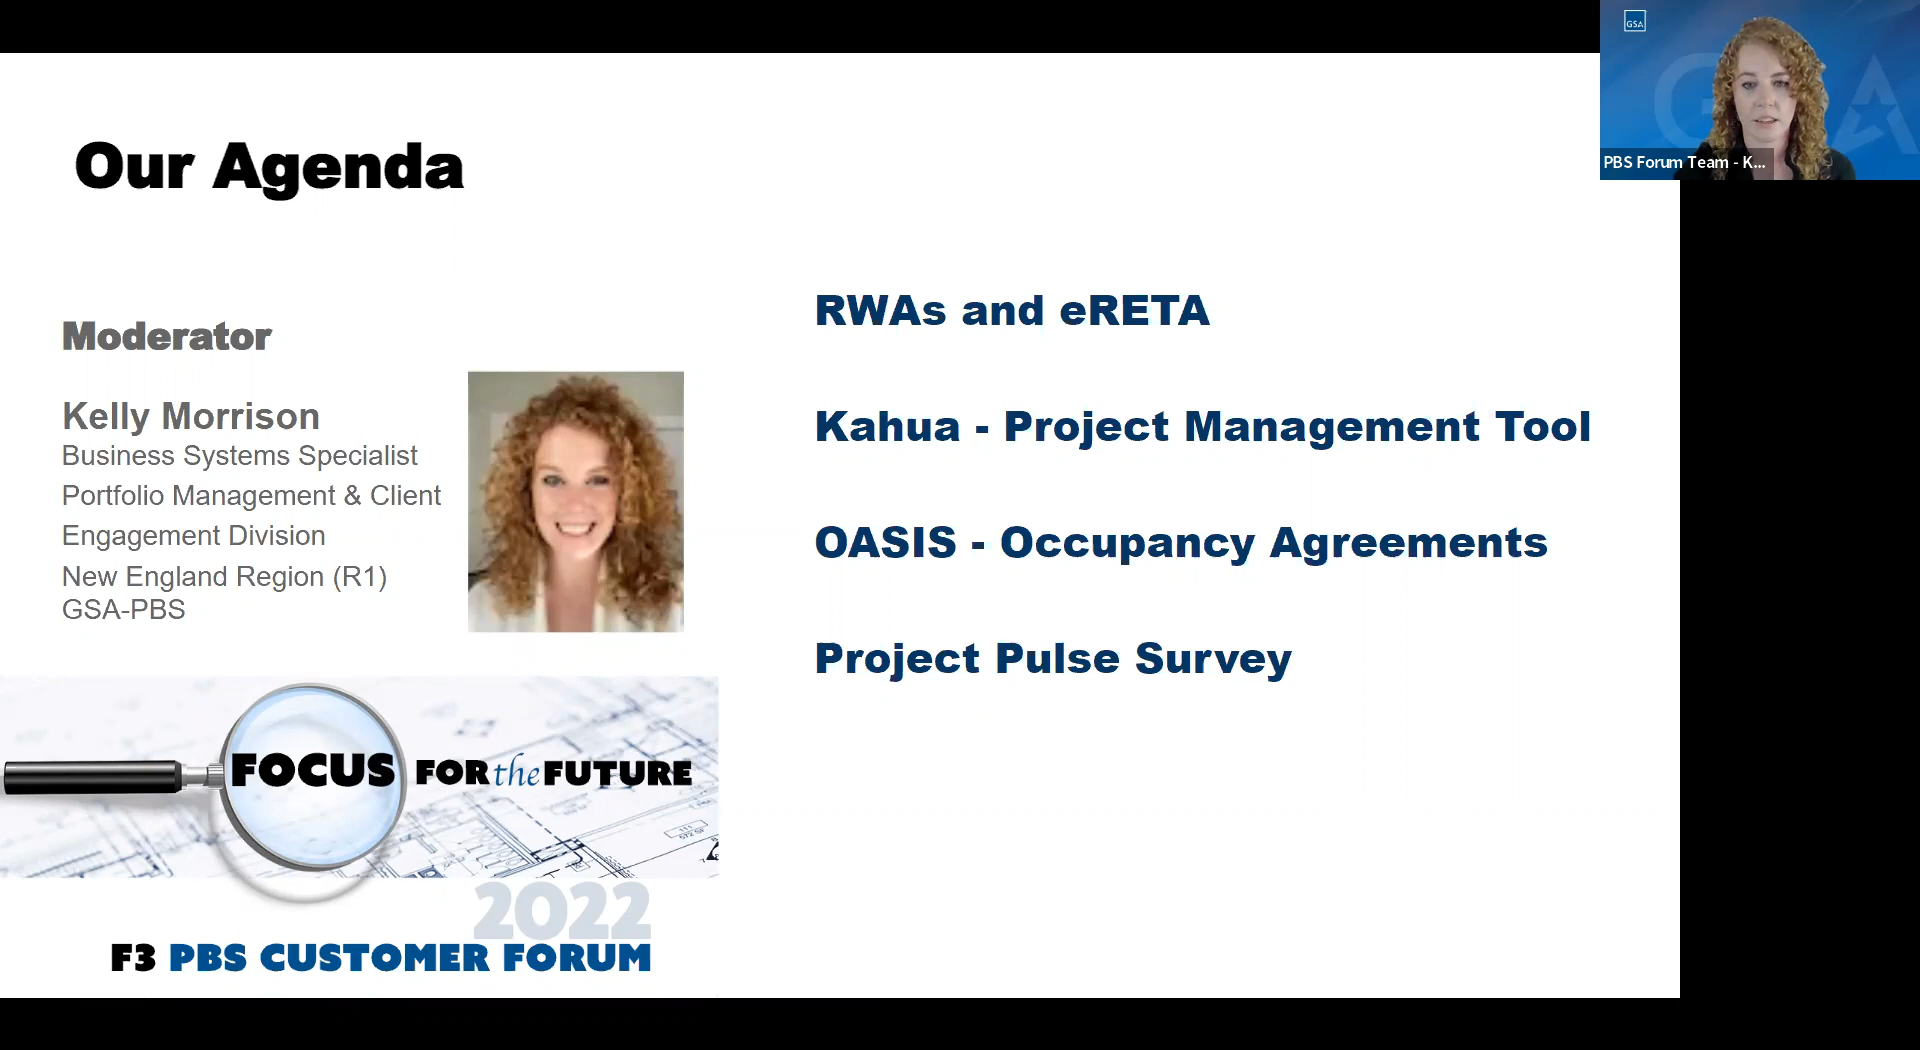 Our Agenda
Moderator
Kelly Morrison
Business Systems Specialist
Portfolio Management & Client
Engagement Division
New England Region (R1)
GSA-PBS
RWAs and eRETA
Kahua - Project Management Tool
OASIS - Occupancy Agreements
Project Pulse Survey
FOCUS FOR the FUTURE
2022
F3 PBS CUSTOMER FORUM
GSA
GSA
PBS Forum Team - K...